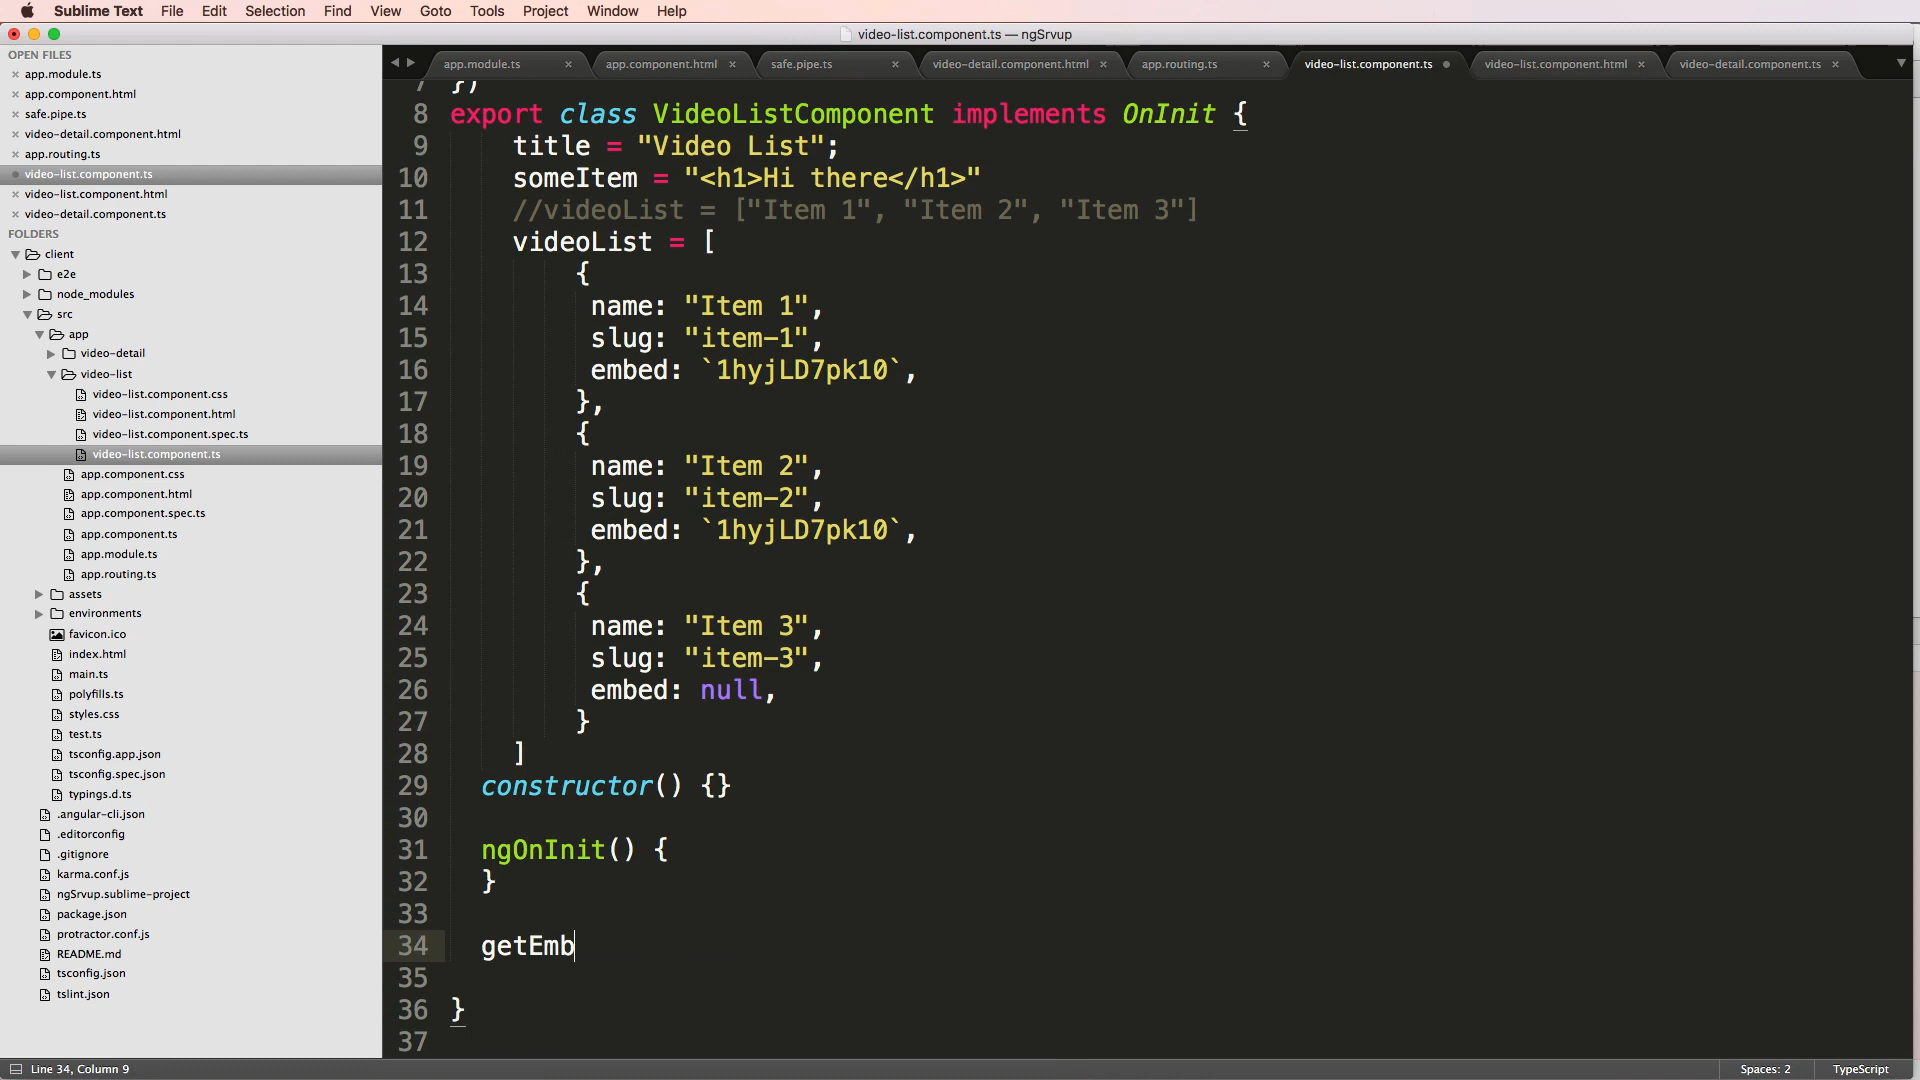 Sublime Text File Edit Selection Find View Goto Tools Project Window Help
video-list.component.ts — ngSrvup
OPEN FILES
app.module.ts
app.component.html
safe.pipe.ts
video-detail.component.html
app.routing.ts
video-list.component.ts
video-list.component.html
video-detail.component.ts
FOLDERS
client
e2e
node_modules
src
app
video-detail
video-list
video-list.component.css
video-list.component.html
video-list.component.spec.ts
video-list.component.ts
app.component.css
app.component.html
app.component.spec.ts
app.component.ts
app.module.ts
app.routing.ts
assets
environments
favicon.ico
index.html
main.ts
polyfills.ts
styles.css
test.ts
tsconfig.app.json
tsconfig.spec.json
typings.d.ts
.angular-cli.json
.editorconfig
.gitignore
karma.conf.js
ngSrvup.sublime-project
package.json
protractor.conf.js
README.md
tsconfig.json
tslint.json
app.module.ts app.component.html safe.pipe.ts video-detail.component.html app.routing.ts video-list.component.ts video-list.component.html video-detail.component.ts
7 })
8 export class VideoListComponent implements OnInit {
9 title = "Video List";
10 someItem = "<h1>Hi there</h1>"
11 //videoList = ["Item 1", "Item 2", "Item 3"]
12 videoList = [
13 {
14 name: "Item 1",
15 slug: "item-1",
16 embed: `1hyjLD7pk10`,
17 },
18 {
19 name: "Item 2",
20 slug: "item-2",
21 embed: `1hyjLD7pk10`,
22 },
23 {
24 name: "Item 3",
25 slug: "item-3",
26 embed: null,
27 }
28 ]
29 constructor() {}
30
31 ngOnInit() {
32 }
33
34 getEmb
35
36 }
37
Line 34, Column 9 Spaces: 2 TypeScript